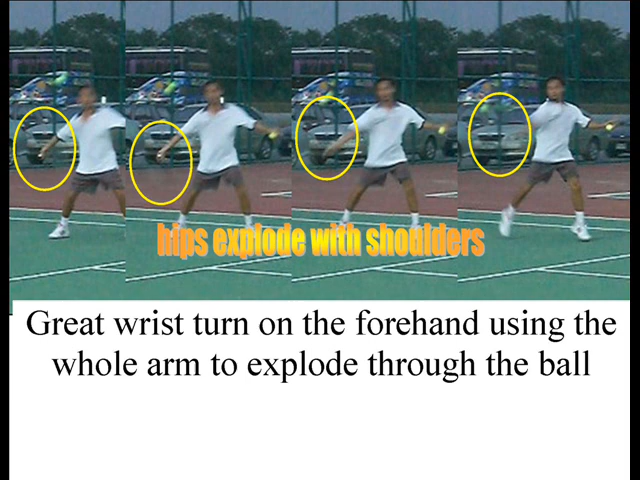 hips explode with shoulders
Great wrist turn on the forehand using the
whole arm to explode through the ball